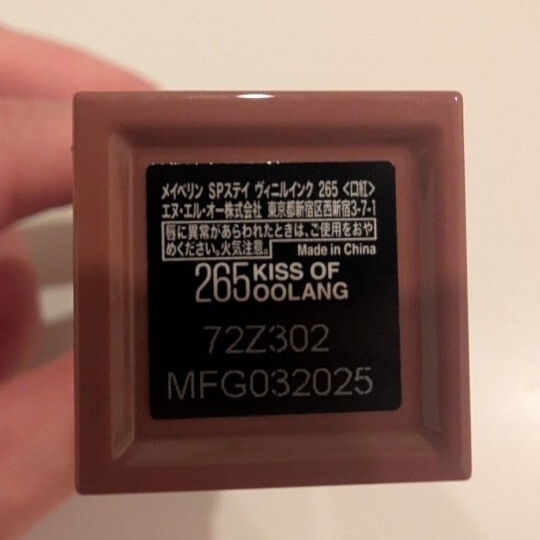 メイベリン SPステイ ヴィニルインク 265 <口紅>
エヌ・エル・オー株式会社 東京都新宿区西新宿3-7-1
唇に異常があらわれたときは、ご使用をおや
めください。火気注意。 Made in China
265 KISS OF
OOLANG
72Z302
MFG032025